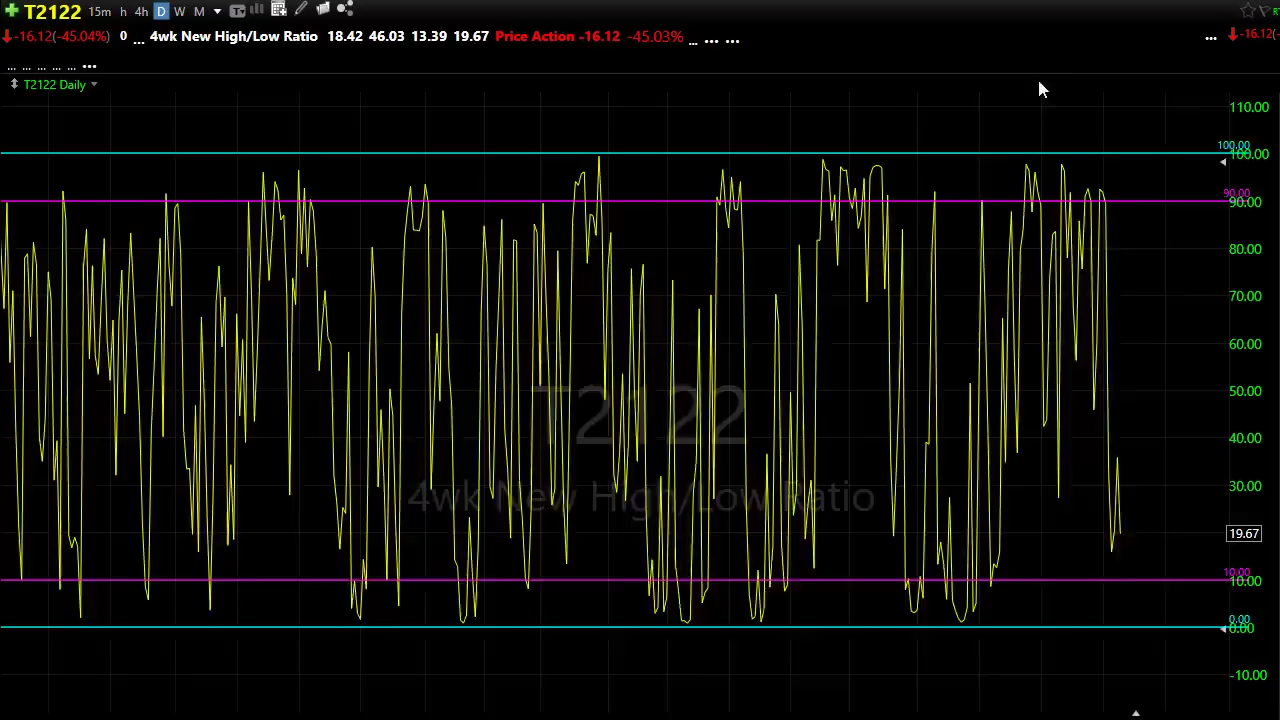 T2122 15m h 4h D W M
-16.12(-45.04%) 0 ... 4wk New High/Low Ratio 18.42 46.03 13.39 19.67 Price Action -16.12 -45.03% ... ... ... ... -16.12(-
... ... ... ... ... ...
T2122 Daily
110.00
100.00
100.00
90.00
90.00
80.00
70.00
60.00
50.00
T2122
40.00
4wk New High/Low Ratio
30.00
19.67
10.00
10.00
0.00
0.00
-10.00